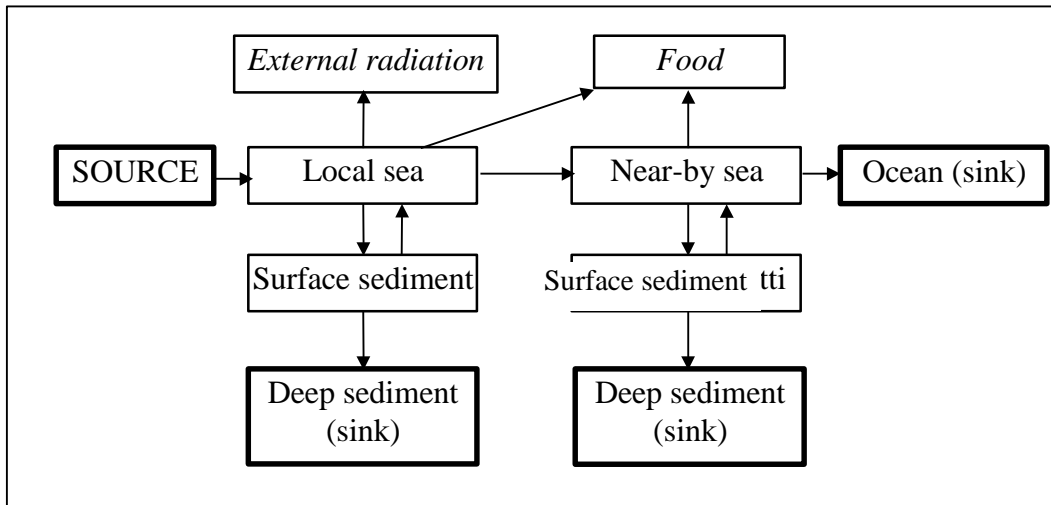 External radiation
Food
SOURCE
Local sea
Near-by sea
Ocean (sink)
Surface sediment
Surface sediment tti
Deep sediment
(sink)
Deep sediment
(sink)